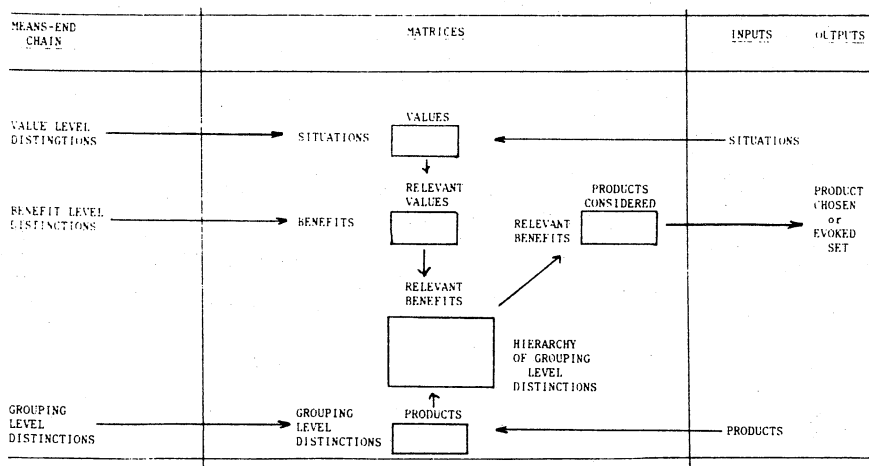 MEANS-END
CHAIN
MATRICES
INPUTS
OUTPUTS
VALUE LEVEL
DISTINGTIONS
SITUATIONS
VALUES
SITUATIONS
RELEVANT
VALUES
BENEFIT LEVEL
DISTINCTIONS
BENEFITS
RELEVANT
BENEFITS
PRODUCTS
CONSIDERED
PRODUCT
CHOSEN
or
EVOKED
SET
RELEVANT
BENEFITS
HIERARCHY
OF GROUPING
LEVEL
DISTINCTIONS
GROUPING
LEVEL
DISTINCTIONS
GROUPING
LEVEL
DISTINCTIONS
PRODUCTS
PRODUCTS